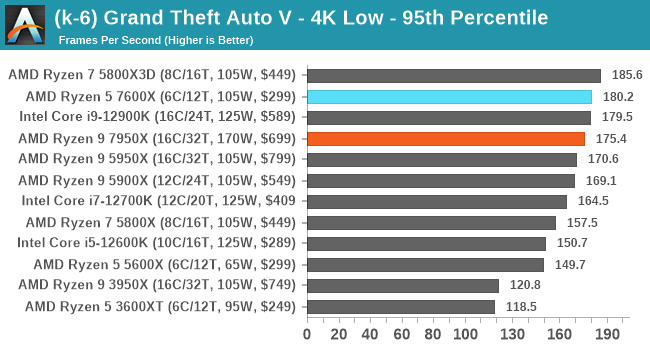 (k-6) Grand Theft Auto V - 4K Low - 95th Percentile
Frames Per Second (Higher is Better)
AMD Ryzen 7 5800X3D (8C/16T, 105W, $449) 185.6
AMD Ryzen 5 7600X (6C/12T, 105W, $299) 180.2
Intel Core i9-12900K (16C/24T, 125W, $589) 179.5
AMD Ryzen 9 7950X (16C/32T, 170W, $699) 175.4
AMD Ryzen 9 5950X (16C/32T, 105W, $799) 170.6
AMD Ryzen 9 5900X (12C/24T, 105W, $549) 169.1
Intel Core i7-12700K (12C/20T, 125W, $409 164.5
AMD Ryzen 7 5800X (8C/16T, 105W, $449) 157.5
Intel Core i5-12600K (10C/16T, 125W, $289) 150.7
AMD Ryzen 5 5600X (6C/12T, 65W, $299) 149.7
AMD Ryzen 9 3950X (16C/32T, 105W, $749) 120.8
AMD Ryzen 5 3600XT (6C/12T, 95W, $249) 118.5
0 20 40 60 80 100 130 160 190